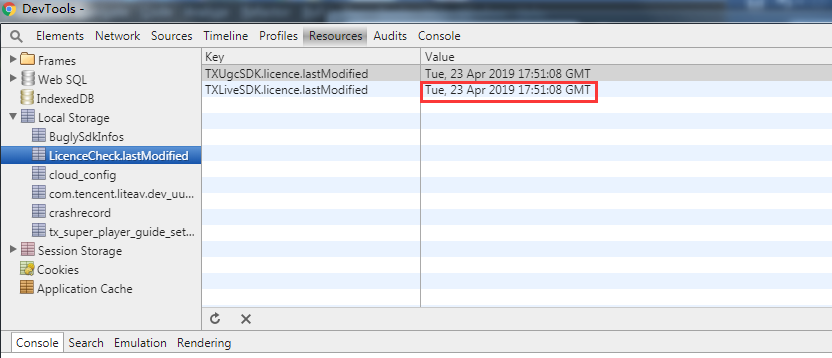 DevTools -
Elements Network Sources Timeline Profiles Resources Audits Console
Frames
Web SQL
IndexedDB
Local Storage
BuglySdkInfos
LicenceCheck.lastModified
cloud_config
com.tencent.liteav.dev_uu...
crashrecord
tx_super_player_guide_set...
Session Storage
Cookies
Application Cache
Key Value
TXUgcSDK.licence.lastModified Tue, 23 Apr 2019 17:51:08 GMT
TXLiveSDK.licence.lastModified Tue, 23 Apr 2019 17:51:08 GMT
Console Search Emulation Rendering